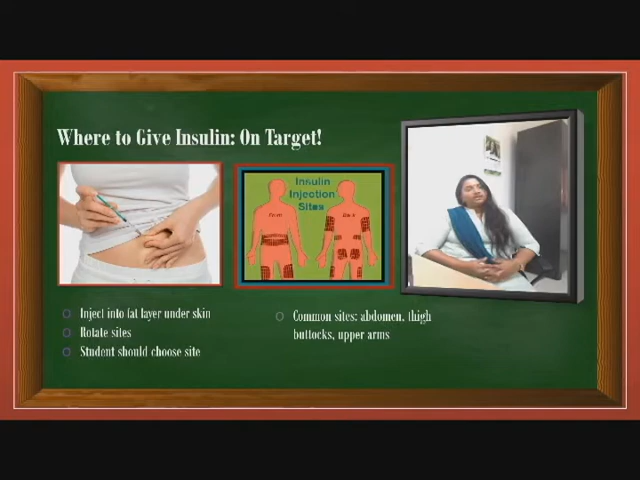 Where to Give Insulin: On Target!
Insulin
Injection
Sites
Front
Back
Inject into fat layer under skin
Rotate sites
Student should choose site
Common sites: abdomen, thigh
buttocks, upper arms